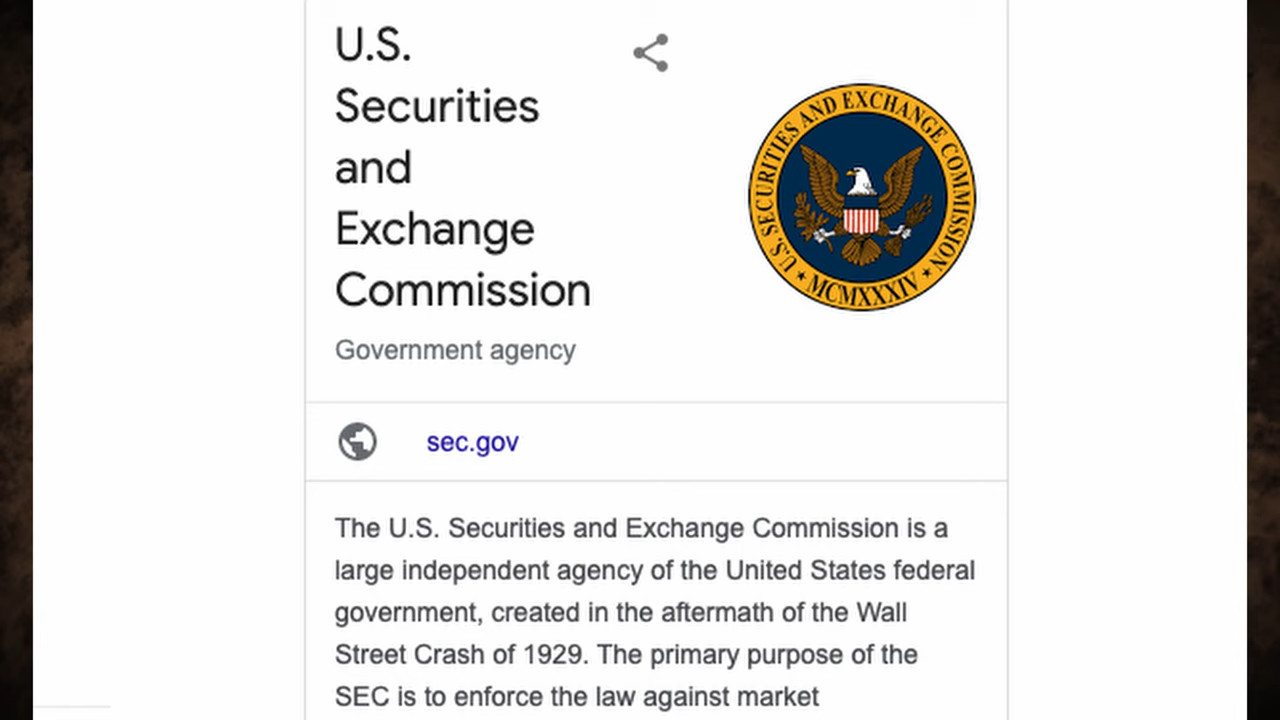 U.S.
Securities
and
Exchange
Commission
U.S. SECURITIES AND EXCHANGE COMMISSION
MCMXXXIV
Government agency
sec.gov
The U.S. Securities and Exchange Commission is a
large independent agency of the United States federal
government, created in the aftermath of the Wall
Street Crash of 1929. The primary purpose of the
SEC is to enforce the law against market